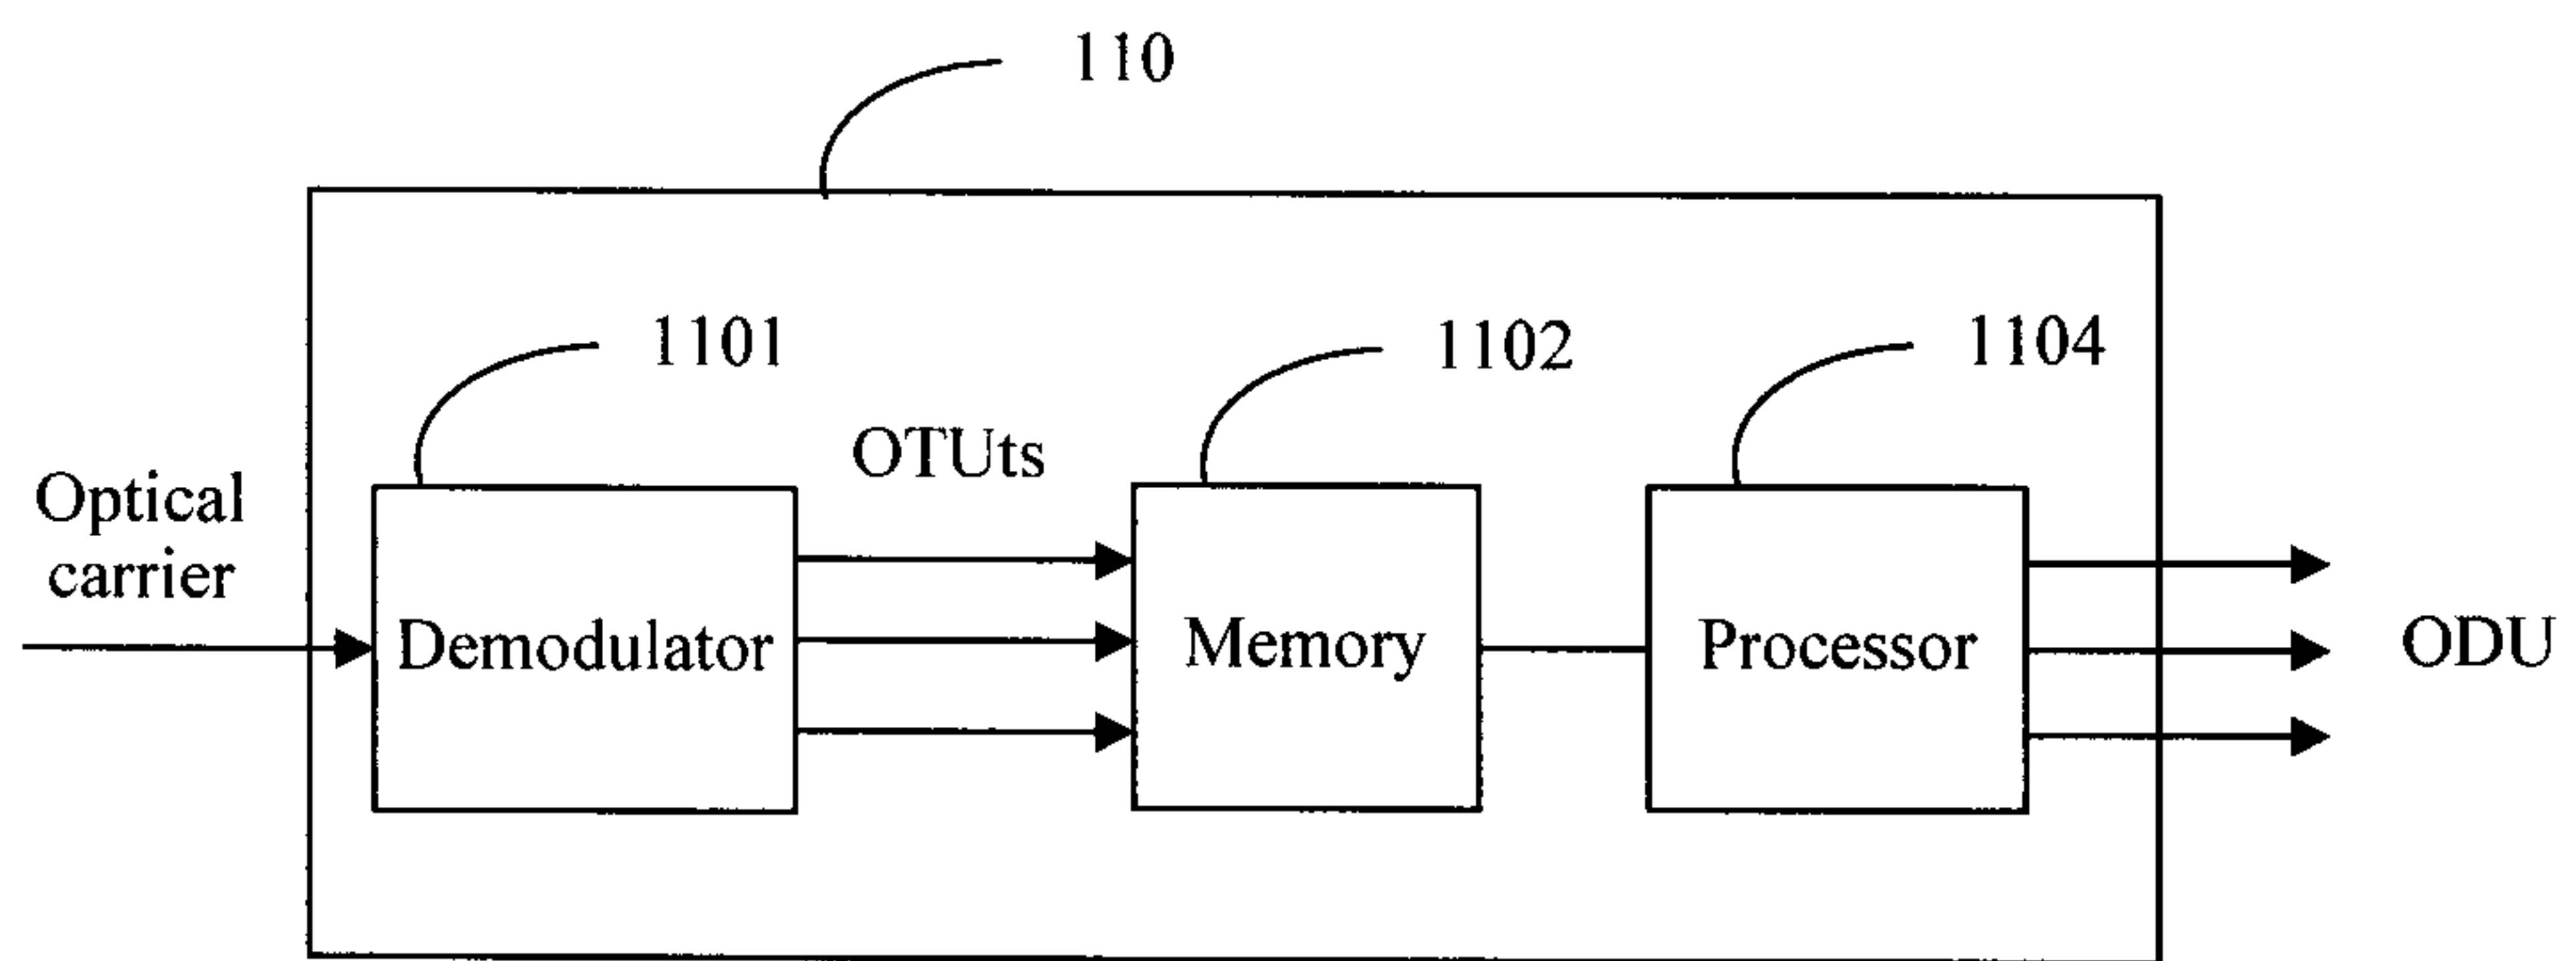 110
1101
1102
1104
OTUts
Optical
carrier
Demodulator
Memory
Processor
ODU